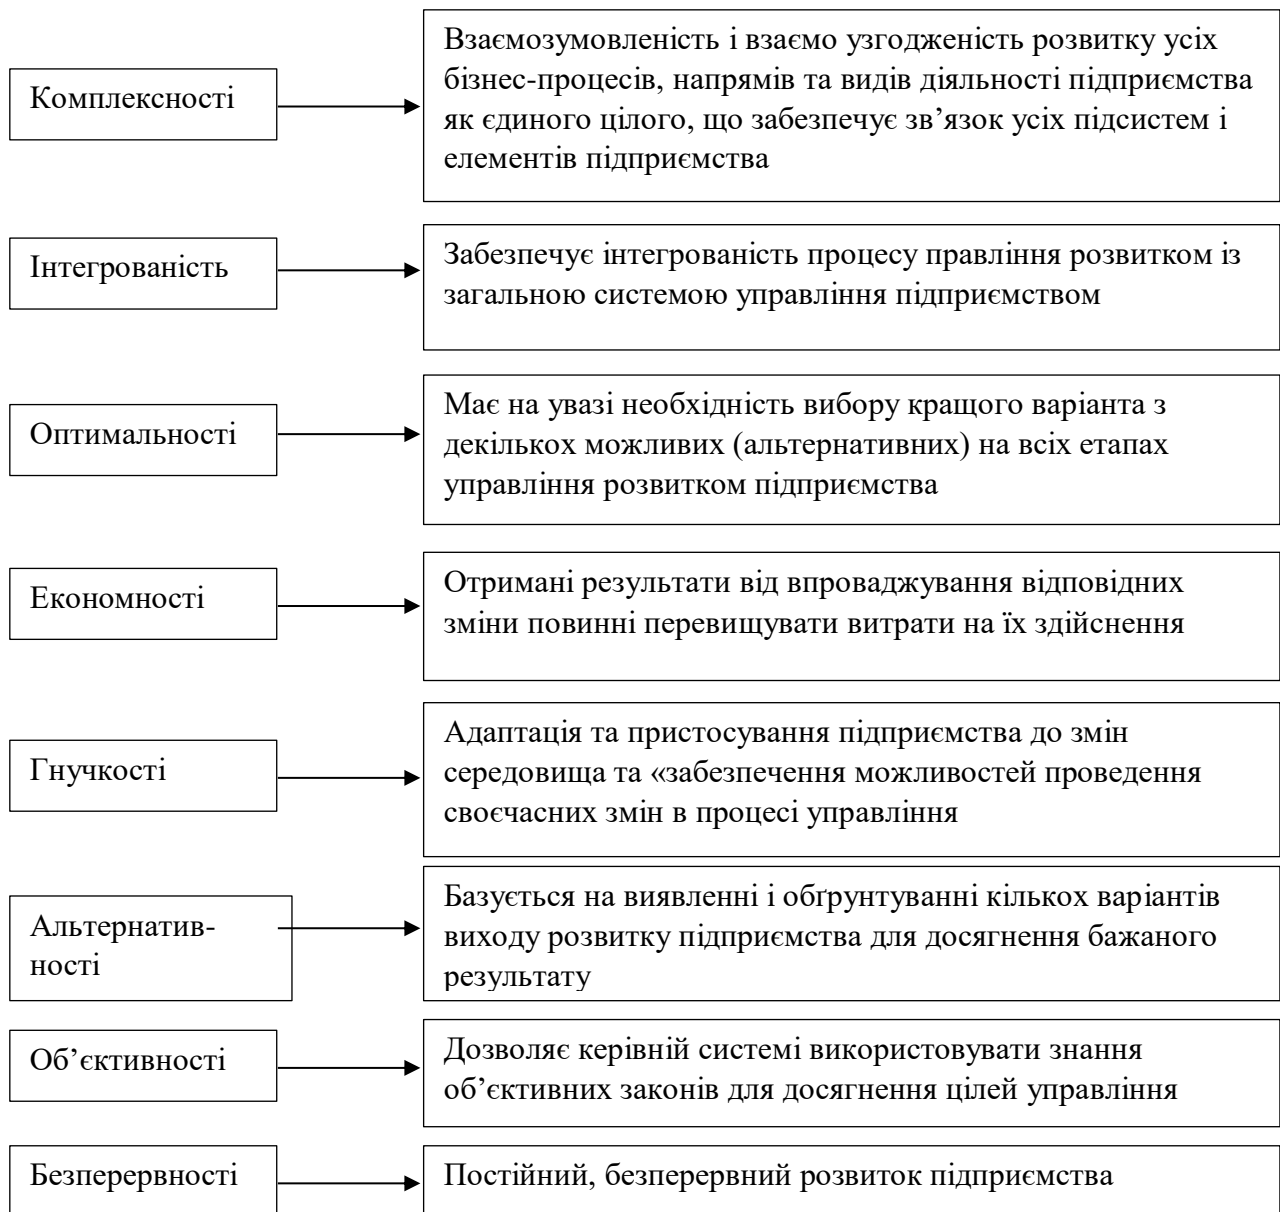 Комплексності
Взаємозумовленість і взаємо узгодженість розвитку усіх
бізнес-процесів, напрямів та видів діяльності підприємства
як єдиного цілого, що забезпечує зв’язок усіх підсистем і
елементів підприємства
Інтегрованість
Забезпечує інтегрованість процесу правління розвитком із
загальною системою управління підприємством
Оптимальності
Має на увазі необхідність вибору кращого варіанта з
декількох можливих (альтернативних) на всіх етапах
управління розвитком підприємства
Економності
Отримані результати від впроваджування відповідних
зміни повинні перевищувати витрати на їх здійснення
Гнучкості
Адаптація та пристосування підприємства до змін
середовища та «забезпечення можливостей проведення
своєчасних змін в процесі управління
Альтернатив-
ності
Базується на виявленні і обґрунтуванні кількох варіантів
виходу розвитку підприємства для досягнення бажаного
результату
Об’єктивності
Дозволяє керівній системі використовувати знання
об’єктивних законів для досягнення цілей управління
Безперервності
Постійний, безперервний розвиток підприємства